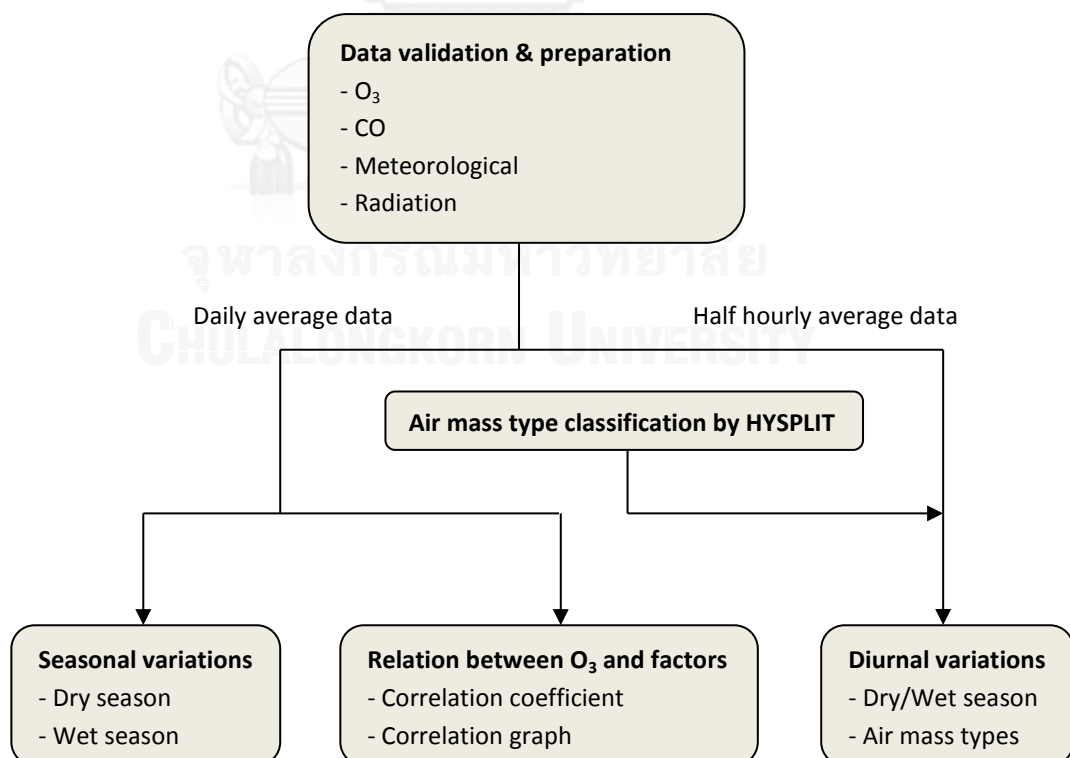 Data validation & preparation
- O₃
- CO
- Meteorological
- Radiation
จุฬาลงกรณ์มหาวิทยาลัย
CHULALONGKORN UNIVERSITY
Daily average data
Half hourly average data
Air mass type classification by HYSPLIT
Seasonal variations
- Dry season
- Wet season
Relation between O₃ and factors
- Correlation coefficient
- Correlation graph
Diurnal variations
- Dry/Wet season
- Air mass types